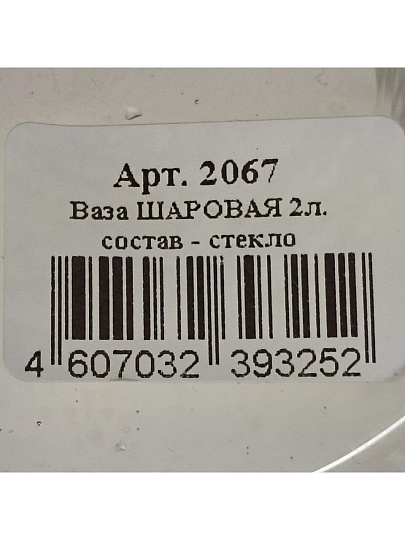 Арт. 2067
Ваза ШАРОВАЯ 2л.
состав - стекло
4 607032 393252